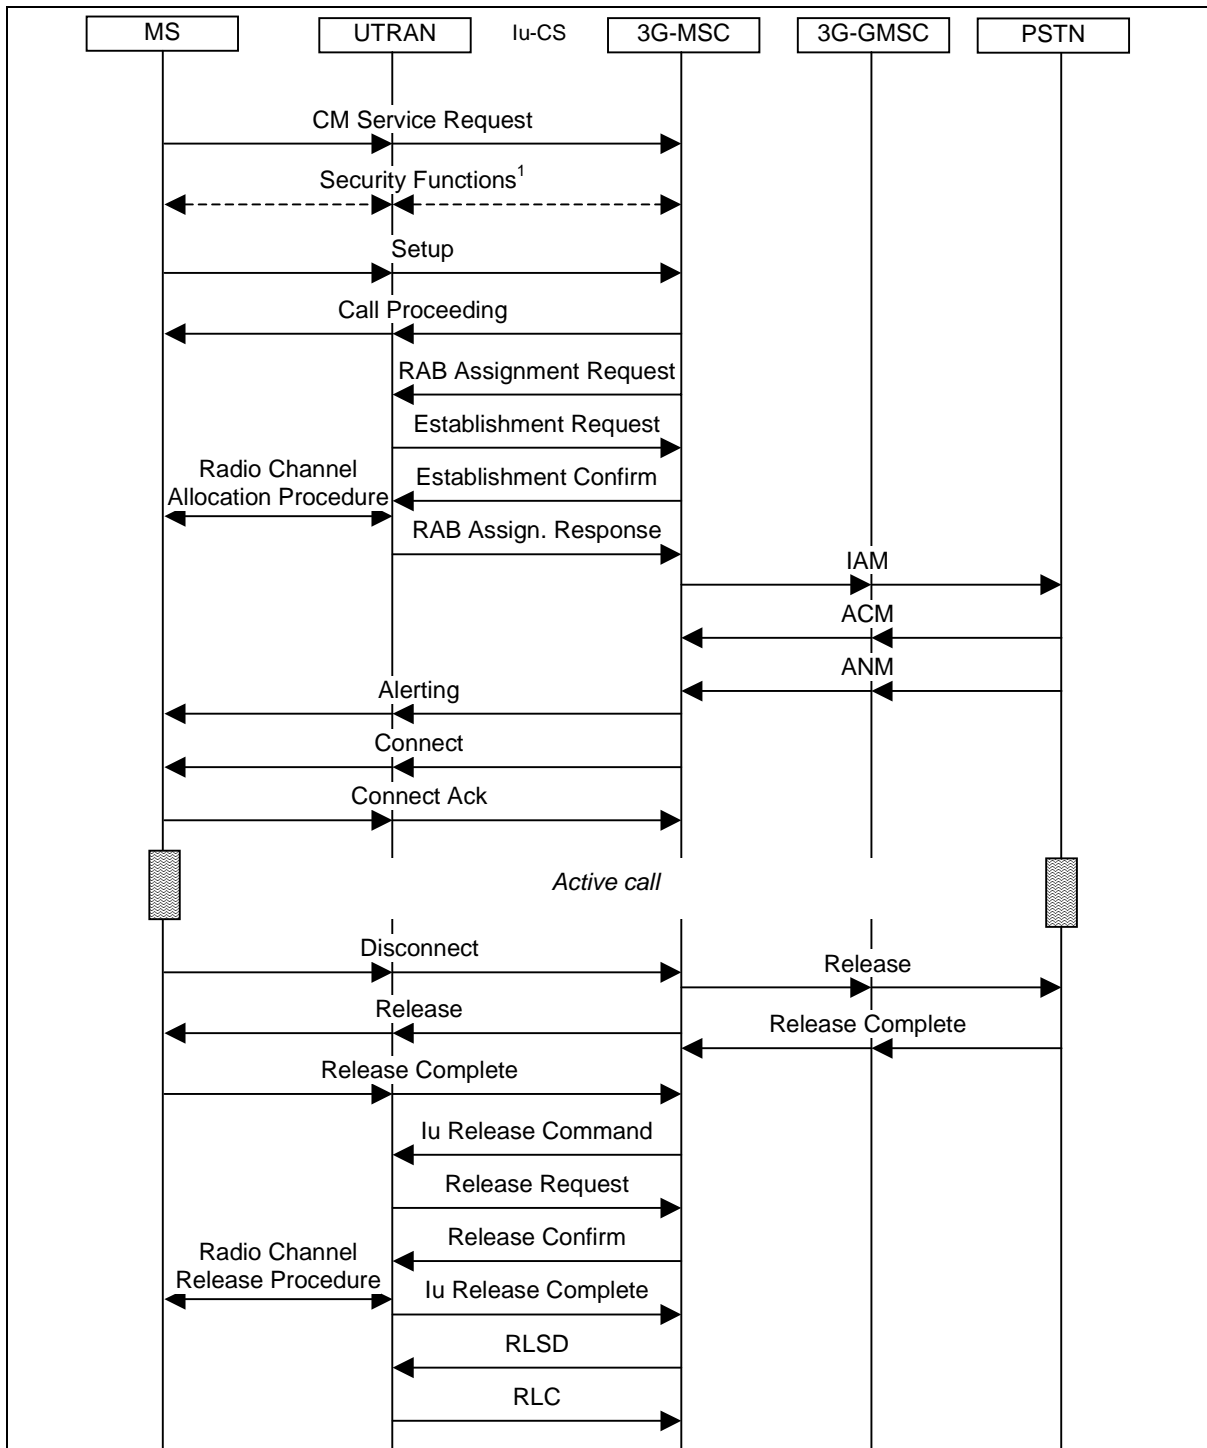 MS UTRAN Iu-CS 3G-MSC 3G-GMSC PSTN
CM Service Request
Security Functions¹
Setup
Call Proceeding
RAB Assignment Request
Establishment Request
Radio Channel
Allocation Procedure
Establishment Confirm
RAB Assign. Response
IAM
ACM
ANM
Alerting
Connect
Connect Ack
Active call
Disconnect
Release
Release
Release Complete
Release Complete
Iu Release Command
Release Request
Release Confirm
Radio Channel
Release Procedure
Iu Release Complete
RLSD
RLC